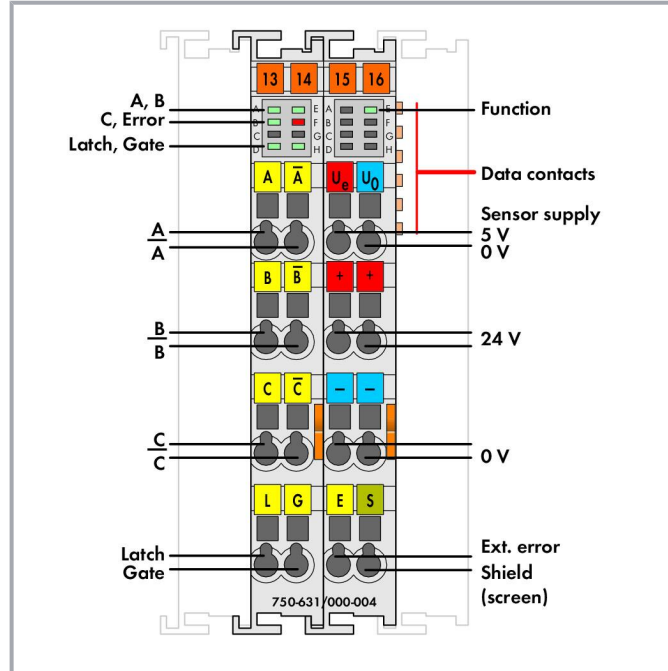 13 14 15 16
A, B
C, Error
Latch, Gate
A E A E
B F B F
C G C G
D H D H
Function
Data contacts
A A̅ Ue U0
Sensor supply
A
A̅
5 V
0 V
B B̅ + +
B
B̅
24 V
C C̅ − −
C
C̅
0 V
L G E S
Latch
Gate
Ext. error
Shield
(screen)
750-631/000-004